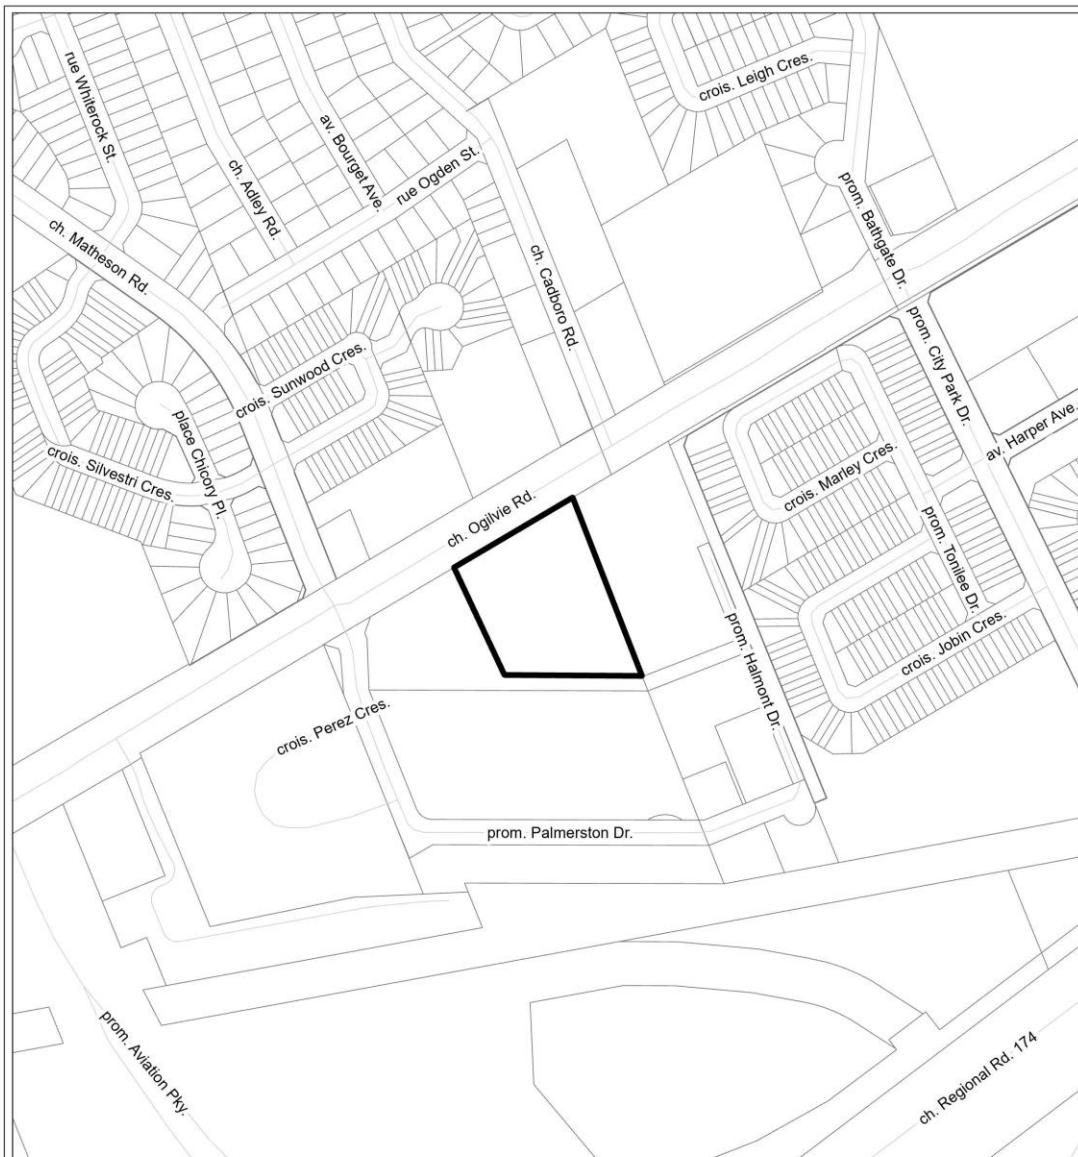 crois. Leigh Cres.
rue Whiterock St.
av. Bourget Ave.
rue Ogden St.
ch. Adley Rd.
prom. Bathgate Dr.
ch. Matheson Rd.
ch. Cadboro Rd.
prom. City Park Dr.
crois. Sunwood Cres.
place Chicory Pl.
av. Harper Ave.
crois. Silvestri Cres.
crois. Marley Cres.
ch. Ogilvie Rd.
prom. Tonilee Dr.
crois. Jobin Cres.
prom. Halmont Dr.
crois. Perez Cres.
prom. Palmerston Dr.
prom. Aviation Pky.
ch. Regional Rd. 174